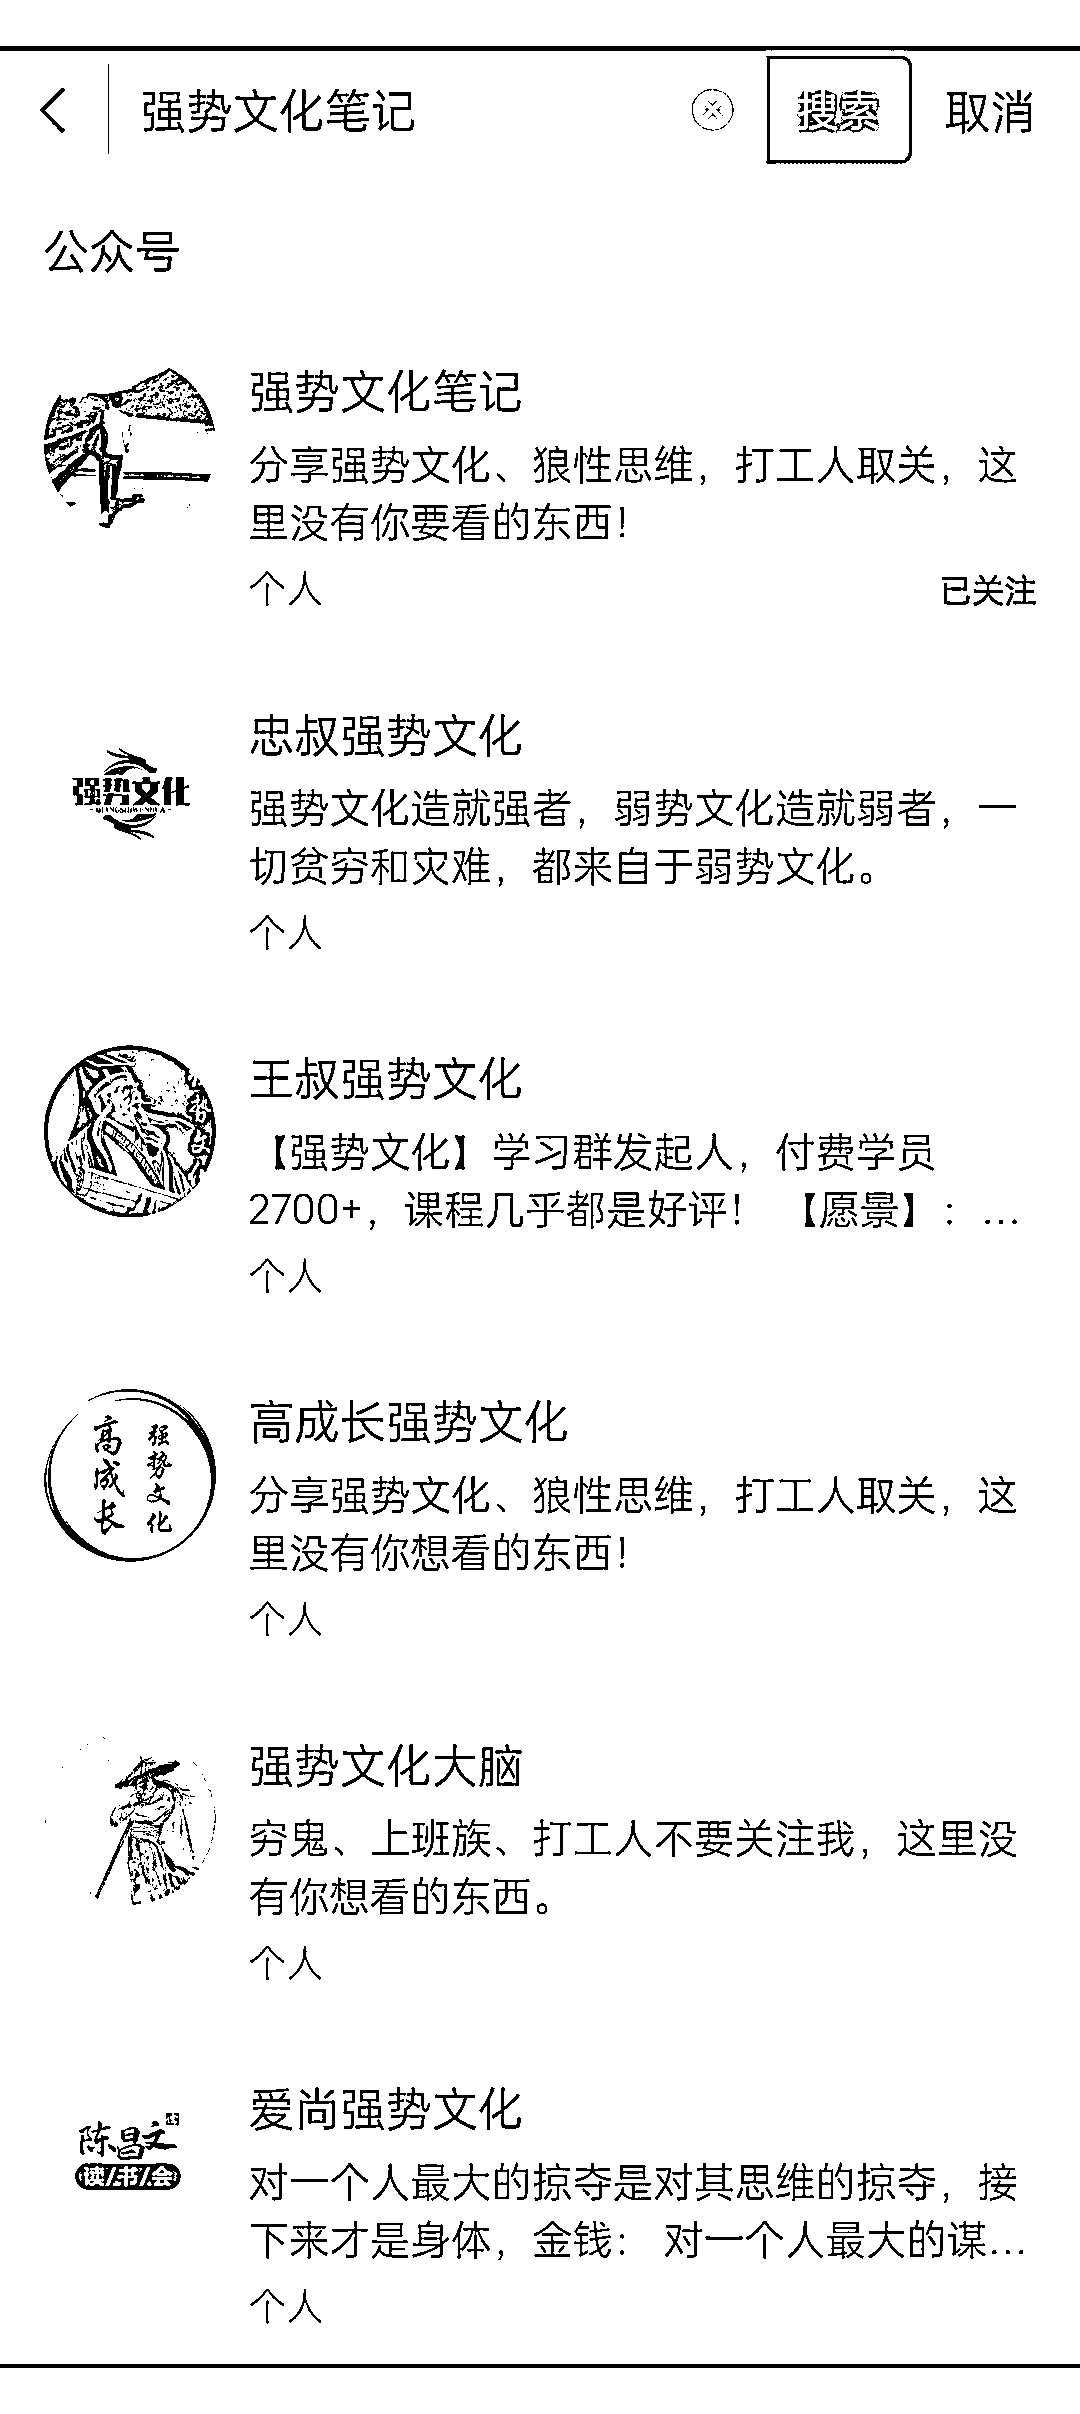 强势文化笔记
搜索
取消
公众号
强势文化笔记
分享强势文化、狼性思维，打工人取关，这
里没有你要看的东西！
个人
已关注
强势文化
忠叔强势文化
强势文化造就强者，弱势文化造就弱者，一
切贫穷和灾难，都来自于弱势文化。
个人
王叔强势文化
【强势文化】学习群发起人，付费学员
2700+，课程几乎都是好评！ 【愿景】：...
个人
高成长
强势文化
高成长强势文化
分享强势文化、狼性思维，打工人取关，这
里没有你想看的东西！
个人
强势文化大脑
穷鬼、上班族、打工人不要关注我，这里没
有你想看的东西。
个人
陈昌文
读/书/会
爱尚强势文化
对一个人最大的掠夺是对其思维的掠夺，接
下来才是身体，金钱： 对一个人最大的谋...
个人